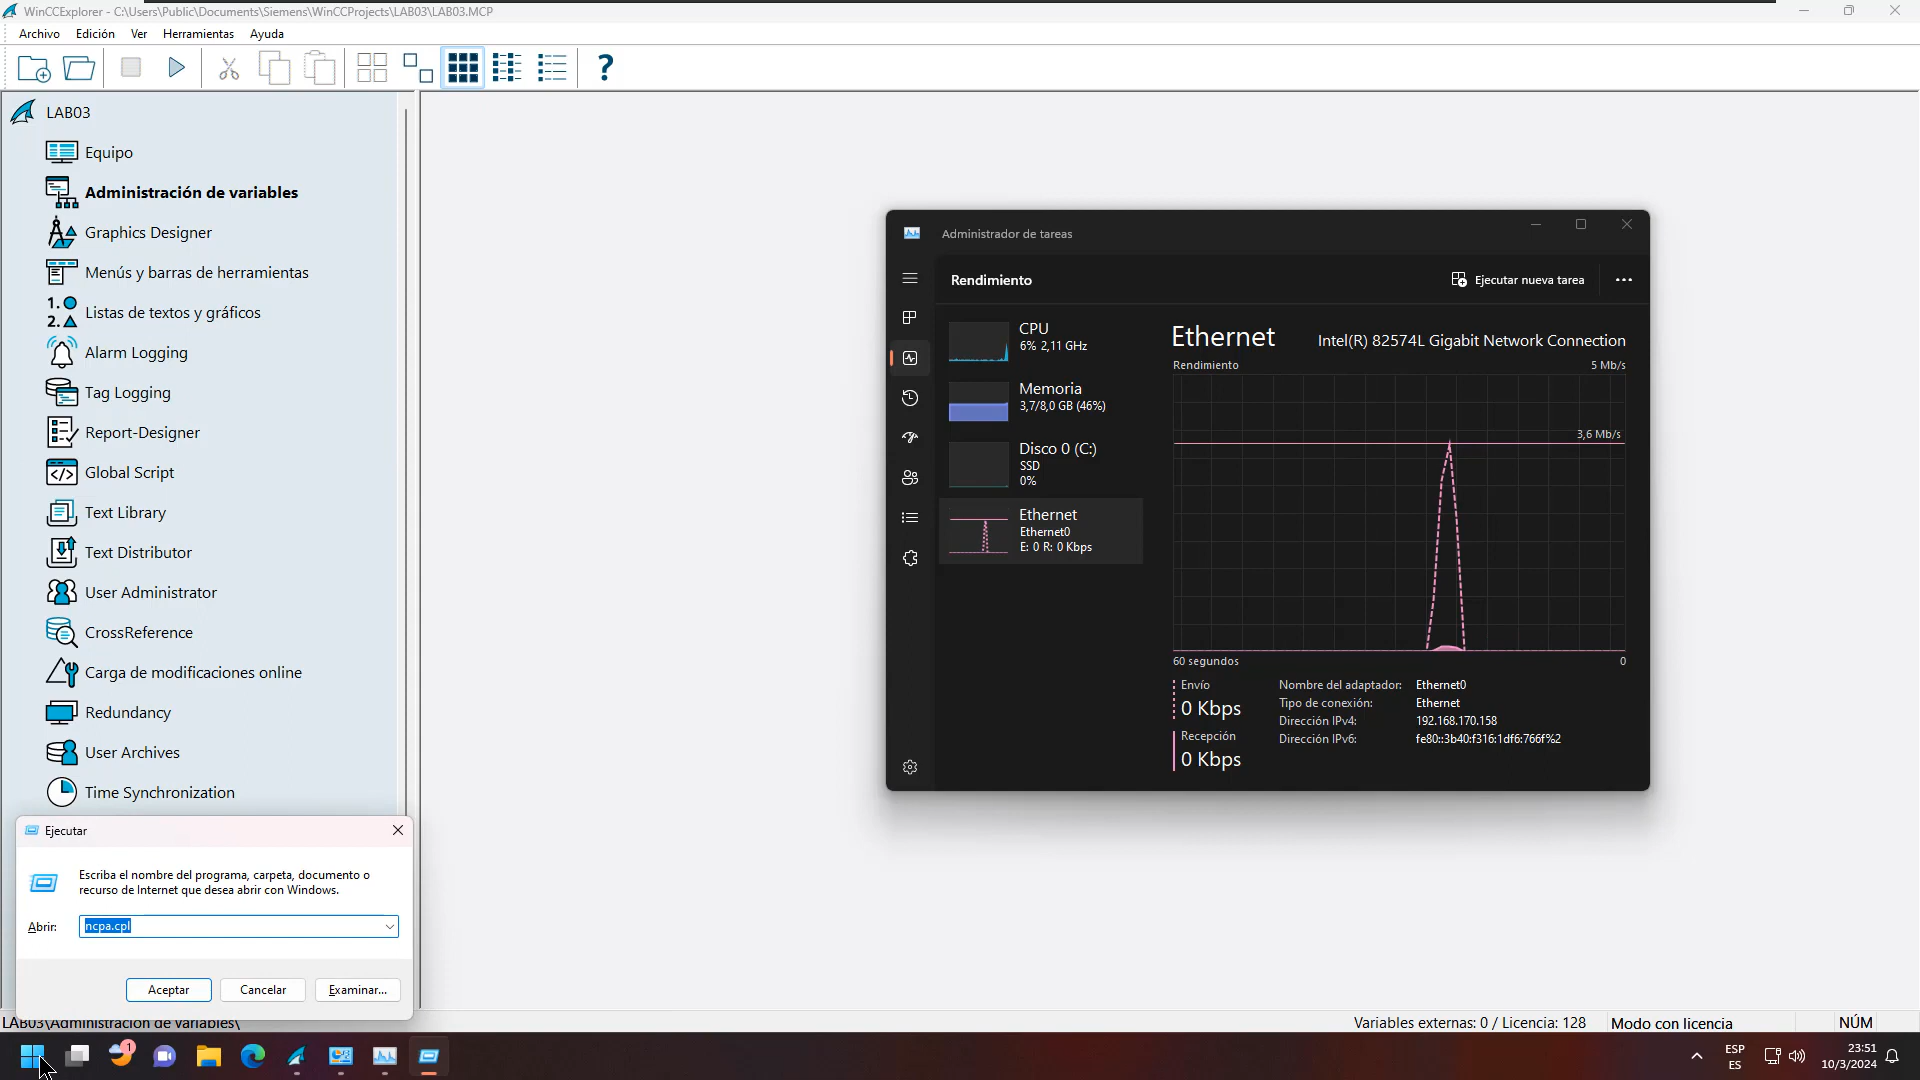 WinCCExplorer - C:\Users\Public\Documents\Siemens\WinCCProjects\LAB03\LAB03.MCP
Archivo Edición Ver Herramientas Ayuda
LAB03
Equipo
Administración de variables
Graphics Designer
Menús y barras de herramientas
Listas de textos y gráficos
Alarm Logging
Tag Logging
Report-Designer
Global Script
Text Library
Text Distributor
User Administrator
CrossReference
Carga de modificaciones online
Redundancy
User Archives
Time Synchronization
Administrador de tareas
Rendimiento
Ejecutar nueva tarea
CPU
6% 2,11 GHz
Memoria
3,7/8,0 GB (46%)
Disco 0 (C:)
SSD
0%
Ethernet
Ethernet0
E: 0 R: 0 Kbps
Ethernet
Intel(R) 82574L Gigabit Network Connection
Rendimiento
5 Mb/s
3,6 Mb/s
60 segundos
0
Envío
0 Kbps
Recepción
0 Kbps
Nombre del adaptador: Ethernet0
Tipo de conexión: Ethernet
Dirección IPv4: 192.168.170.158
Dirección IPv6: fe80::3b40:f316:1df6:766f%2
Ejecutar
Escriba el nombre del programa, carpeta, documento o
recurso de Internet que desea abrir con Windows.
Abrir: ncpa.cpl
Aceptar Cancelar Examinar...
LAB03\Administración de variables\
Variables externas: 0 / Licencia: 128
Modo con licencia
NÚM
1
ESP
ES
23:51
10/3/2024